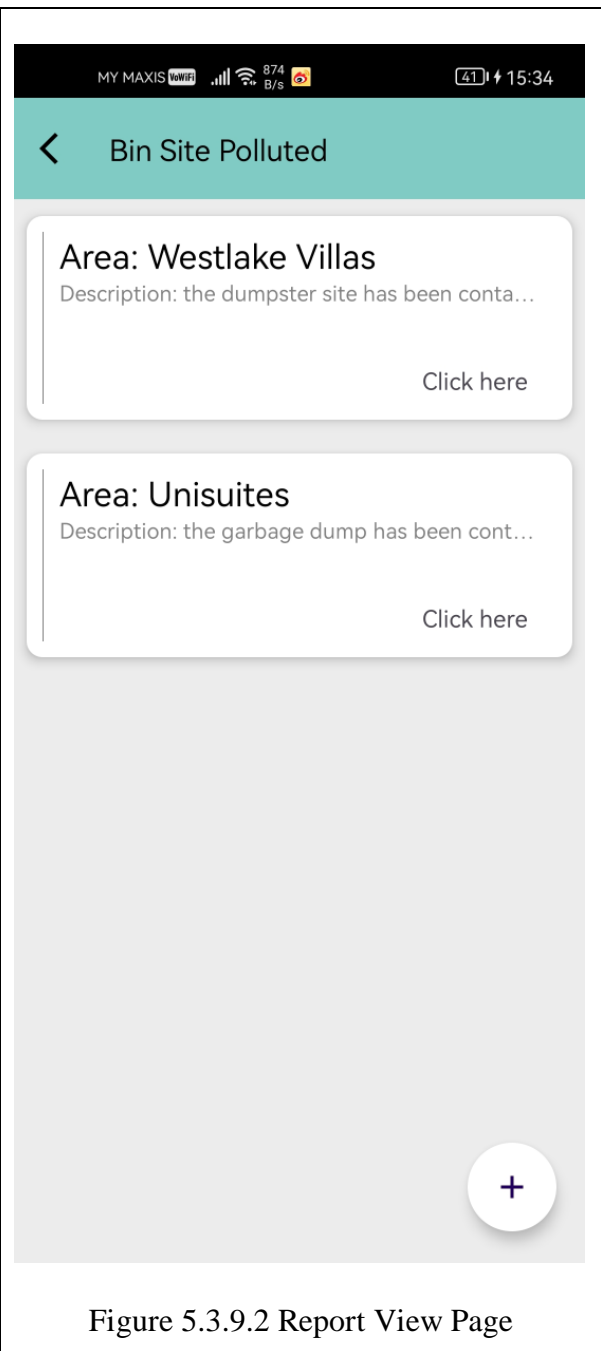 MY MAXIS VoWiFi 874 B/s 41 15:34
Bin Site Polluted
Area: Westlake Villas
Description: the dumpster site has been conta...
Click here
Area: Unisuites
Description: the garbage dump has been cont...
Click here
+
Figure 5.3.9.2 Report View Page